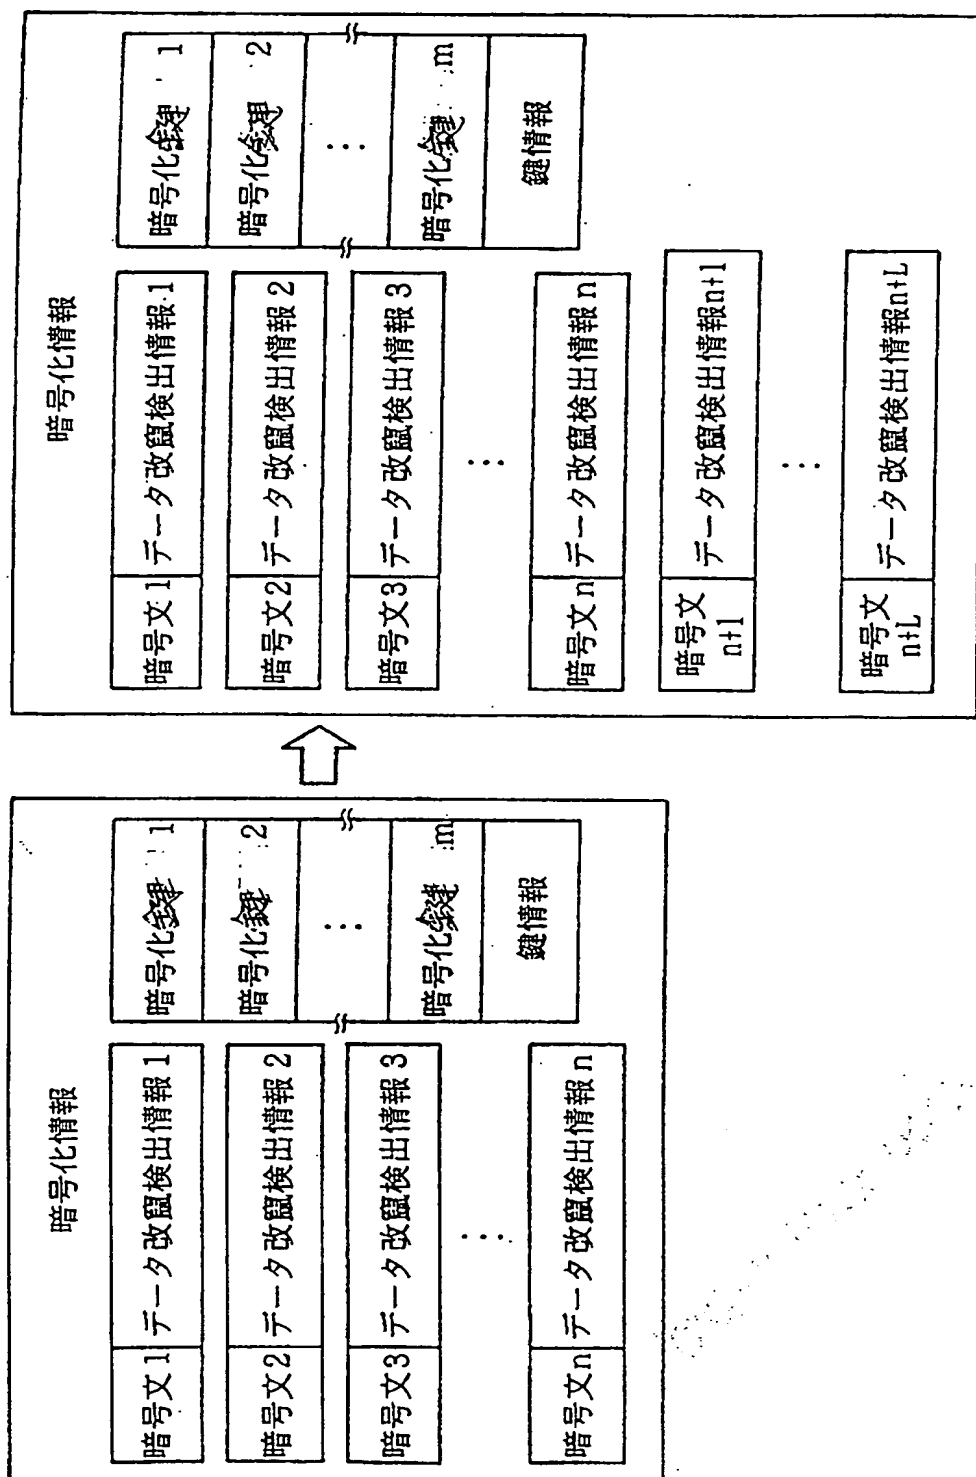 暗号化情報
暗号文1 データ改竄検出情報1
暗号文2 データ改竄検出情報2
暗号文3 データ改竄検出情報3
…
暗号文n データ改竄検出情報n
暗号化鍵 1
暗号化鍵 2
…
暗号化鍵 m
鍵情報
暗号化情報
暗号文1 データ改竄検出情報1
暗号文2 データ改竄検出情報2
暗号文3 データ改竄検出情報3
…
暗号文n データ改竄検出情報n
暗号文
n+1
データ改竄検出情報n+1
…
暗号文
n+L
データ改竄検出情報n+L
暗号化鍵 1
暗号化鍵 2
…
暗号化鍵 m
鍵情報